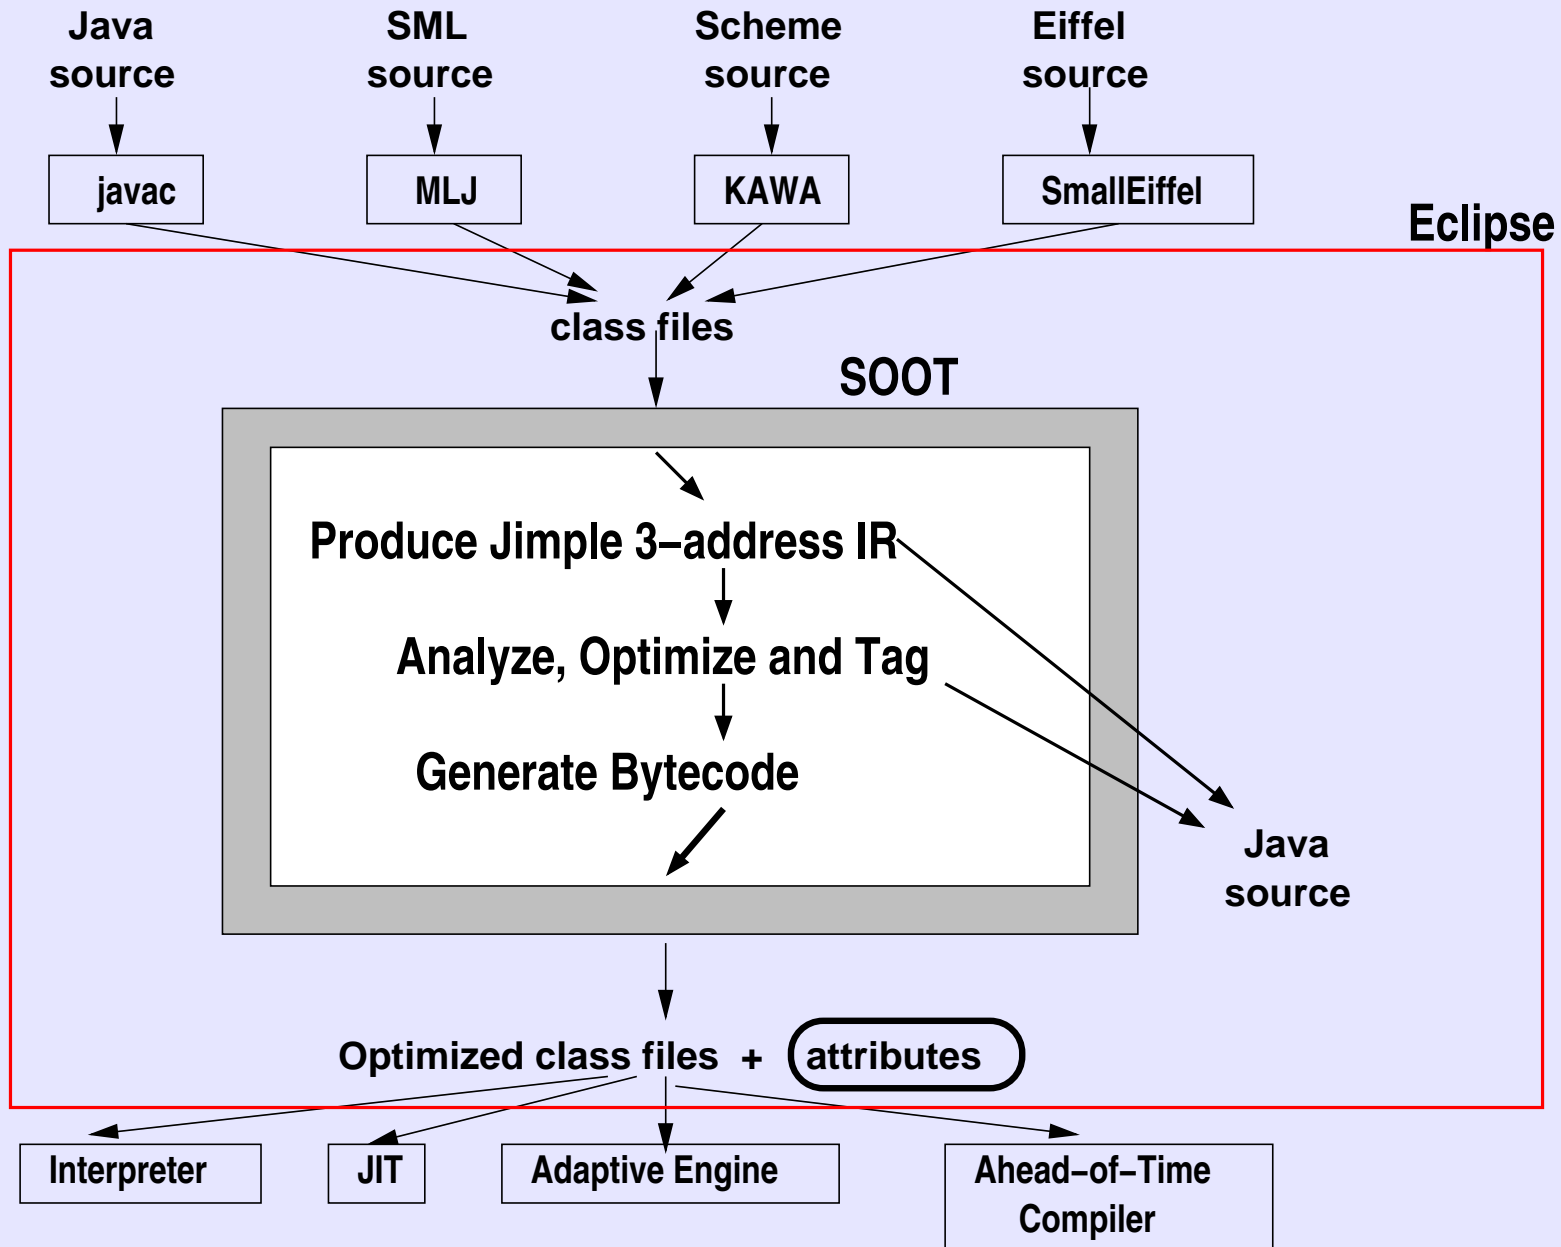 Java
source
SML
source
Scheme
source
Eiffel
source
javac
MLJ
KAWA
SmallEiffel
Eclipse
class files
SOOT
Produce Jimple 3–address IR
Analyze, Optimize and Tag
Generate Bytecode
Java
source
Optimized class files + attributes
Interpreter
JIT
Adaptive Engine
Ahead–of–Time
Compiler